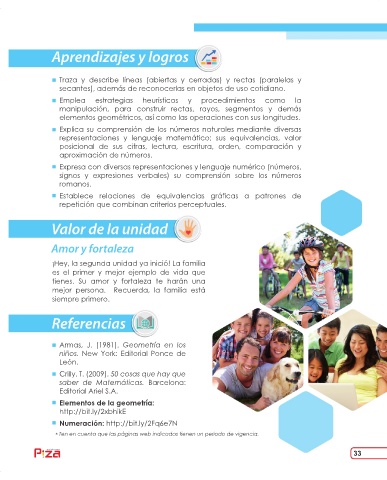 Aprendizajes y logros
Traza y describe líneas (abiertas y cerradas) y rectas (paralelas y
secantes), además de reconocerlas en objetos de uso cotidiano.
Emplea estrategias heurísticas y procedimientos como la
manipulación, para construir rectas, rayos, segmentos y demás
elementos geométricos, así como las operaciones con sus longitudes.
Explica su comprensión de los números naturales mediante diversas
representaciones y lenguaje matemático; sus equivalencias, valor
posicional de sus cifras, lectura, escritura, orden, comparación y
aproximación de números.
Expresa con diversas representaciones y lenguaje numérico (números,
signos y expresiones verbales) su comprensión sobre los números
romanos.
Establece relaciones de equivalencias gráficas a patrones de
repetición que combinan criterios perceptuales.
Valor de la unidad
Amor y fortaleza
¡Hey, la segunda unidad ya inició! La familia
es el primer y mejor ejemplo de vida que
tienes. Su amor y fortaleza te harán una
mejor persona. Recuerda, la familia está
siempre primero.
Referencias
Armas, J. (1981). Geometría en los
niños. New York: Editorial Ponce de
León.
Crilly, T. (2009). 50 cosas que hay que
saber de Matemáticas. Barcelona:
Editorial Ariel S.A.
Elementos de la geometría:
http://bit.ly/2xbhikE
Numeración: http://bit.ly/2Fq6e7N
* Ten en cuenta que las páginas web indicadas tienen un periodo de vigencia.
P:za
33